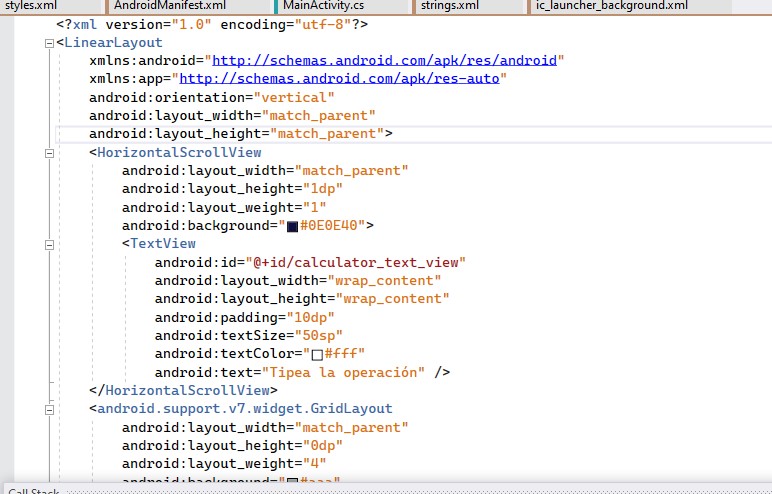 styles.xml AndroidManifest.xml MainActivity.cs strings.xml ic_launcher_background.xml
<?xml version="1.0" encoding="utf-8"?>
<LinearLayout
xmlns:android="http://schemas.android.com/apk/res/android"
xmlns:app="http://schemas.android.com/apk/res-auto"
android:orientation="vertical"
android:layout_width="match_parent"
android:layout_height="match_parent">
<HorizontalScrollView
android:layout_width="match_parent"
android:layout_height="1dp"
android:layout_weight="1"
android:background="#0E0E40">
<TextView
android:id="@+id/calculator_text_view"
android:layout_width="wrap_content"
android:layout_height="wrap_content"
android:padding="10dp"
android:textSize="50sp"
android:textColor="#fff"
android:text="Tipea la operación" />
</HorizontalScrollView>
<android.support.v7.widget.GridLayout
android:layout_width="match_parent"
android:layout_height="0dp"
android:layout_weight="4"
android:background="#aaa"
Call Stack